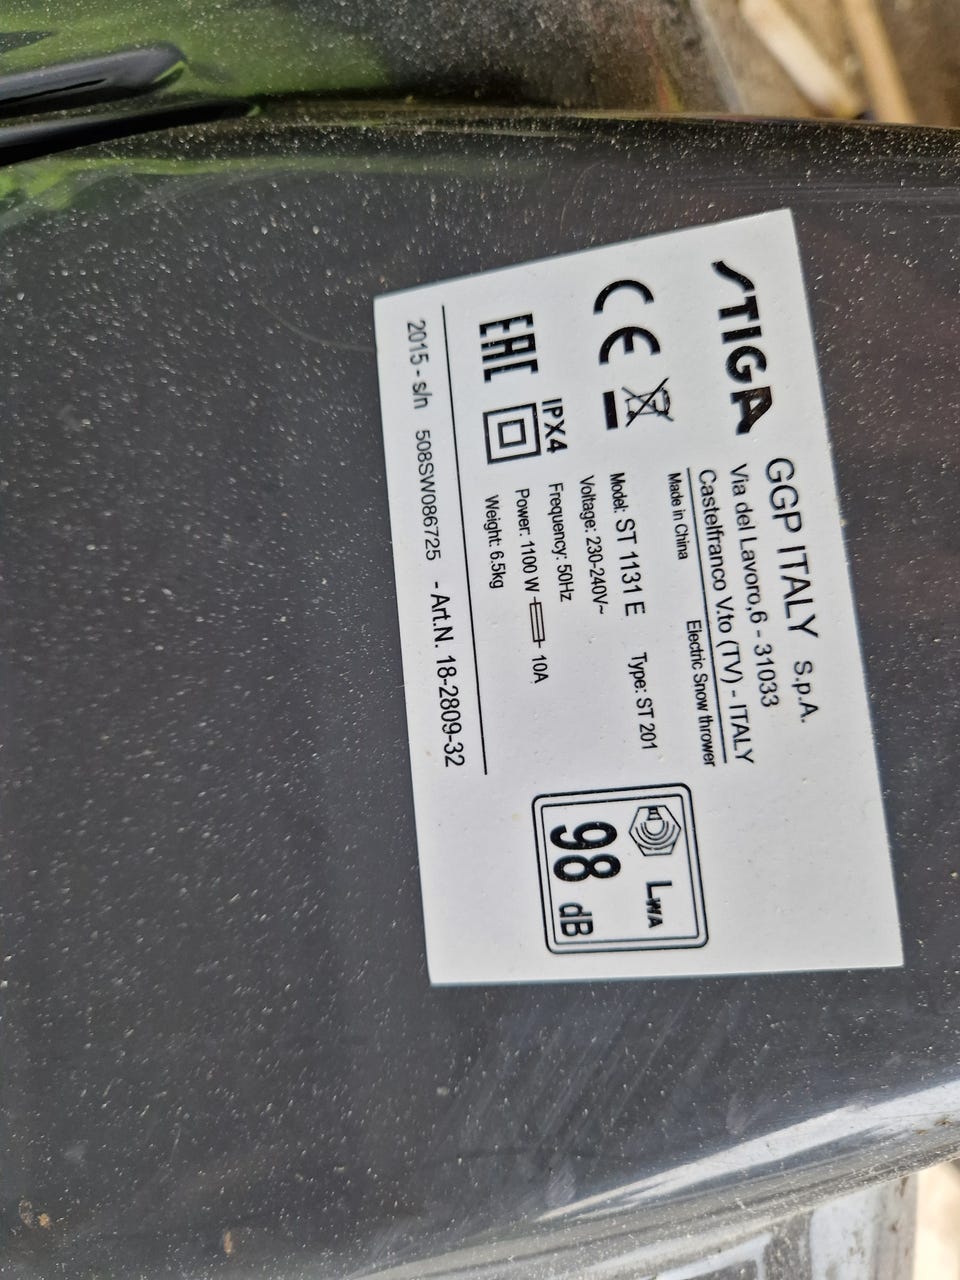 STIGA
GGP ITALY S.p.A.
Via del Lavoro,6 - 31033
Castelfranco V.to (TV) - ITALY
Made in China
Electric Snow thrower
CE
Model: ST 1131 E Type: ST 201
Voltage: 230-240V~
Frequency: 50Hz
Power: 1100 W 10A
Weight: 6.5kg
IPX4
EAC
LWA
98 dB
2015 - s/n 508SW086725 - Art.N. 18-2809-32